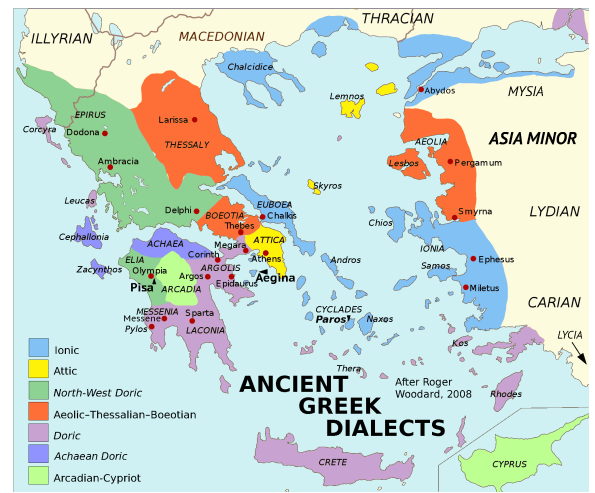 THRACIAN
ILLYRIAN
MACEDONIAN
Chalcidice
Lemnos
Abydos
MYSIA
EPIRUS
Larissa
Corcyra
Dodona
THESSALY
AEOLIA
ASIA MINOR
Ambracia
Lesbos
Pergamum
Skyros
Leucas
Delphi
BOEOTIA
EUBOEA
Chalkis
Smyrna
LYDIAN
Thebes
Chios
Cephallonia
ACHAEA
Megara
ATTICA
IONIA
Corinth
Athens
Andros
Ephesus
ELIA
Samos
Zacynthos
Olympia
Argos
ARGOLIS
Aegina
Pisa
ARCADIA
Epidaurus
Miletus
CARIAN
MESSENIA
CYCLADES
Messene
Sparta
Paros
Naxos
Pylos
LACONIA
LYCIA
Kos
Ionic
Attic
North-West Doric
Aeolic–Thessalian–Boeotian
Doric
Achaean Doric
Arcadian-Cypriot
Thera
ANCIENT
GREEK
DIALECTS
After Roger
Woodard, 2008
Rhodes
CRETE
CYPRUS